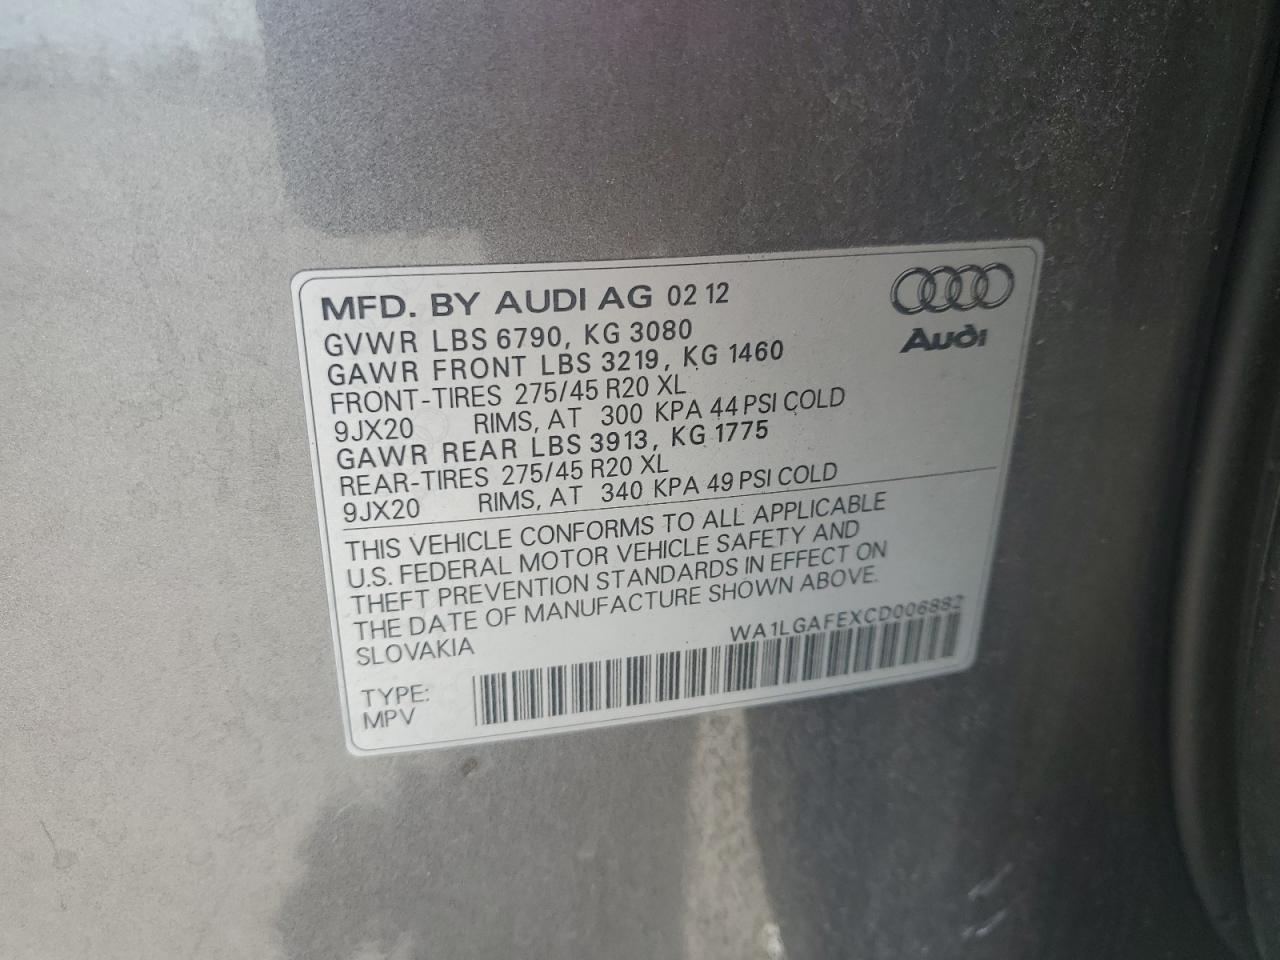 MFD. BY AUDI AG 02 12
GVWR LBS 6790, KG 3080
GAWR FRONT LBS 3219, KG 1460
FRONT-TIRES 275/45 R20 XL
9JX20 RIMS, AT 300 KPA 44 PSI COLD
GAWR REAR LBS 3913, KG 1775
REAR-TIRES 275/45 R20 XL
9JX20 RIMS, AT 340 KPA 49 PSI COLD
Audi
THIS VEHICLE CONFORMS TO ALL APPLICABLE
U.S. FEDERAL MOTOR VEHICLE SAFETY AND
THEFT PREVENTION STANDARDS IN EFFECT ON
THE DATE OF MANUFACTURE SHOWN ABOVE.
SLOVAKIA
WA1LGAFEXCD006882
TYPE:
MPV